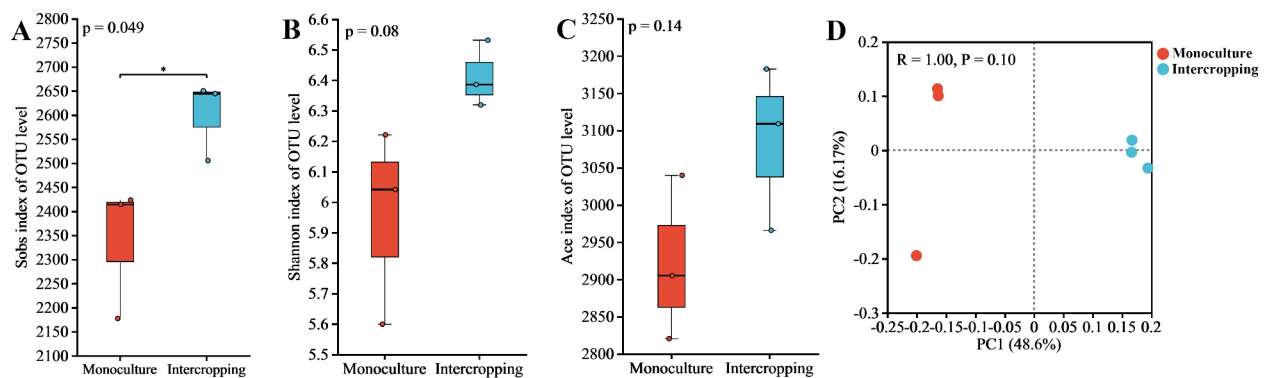 A
p = 0.049
*
Sobs index of OTU level
2800
2750
2700
2650
2600
2550
2500
2450
2400
2350
2300
2250
2200
2150
2100
Monoculture Intercropping
B
p = 0.08
Shannon index of OTU level
6.6
6.5
6.4
6.3
6.2
6.1
6
5.9
5.8
5.7
5.6
5.5
Monoculture Intercropping
C
p = 0.14
Ace index of OTU level
3250
3200
3150
3100
3050
3000
2950
2900
2850
2800
Monoculture Intercropping
D
R = 1.00, P = 0.10
PC2 (16.17%)
0.2
0.1
0
-0.1
-0.2
-0.3
-0.25 -0.2 -0.15 -0.1 -0.05 0 0.05 0.1 0.15 0.2
PC1 (48.6%)
Monoculture
Intercropping